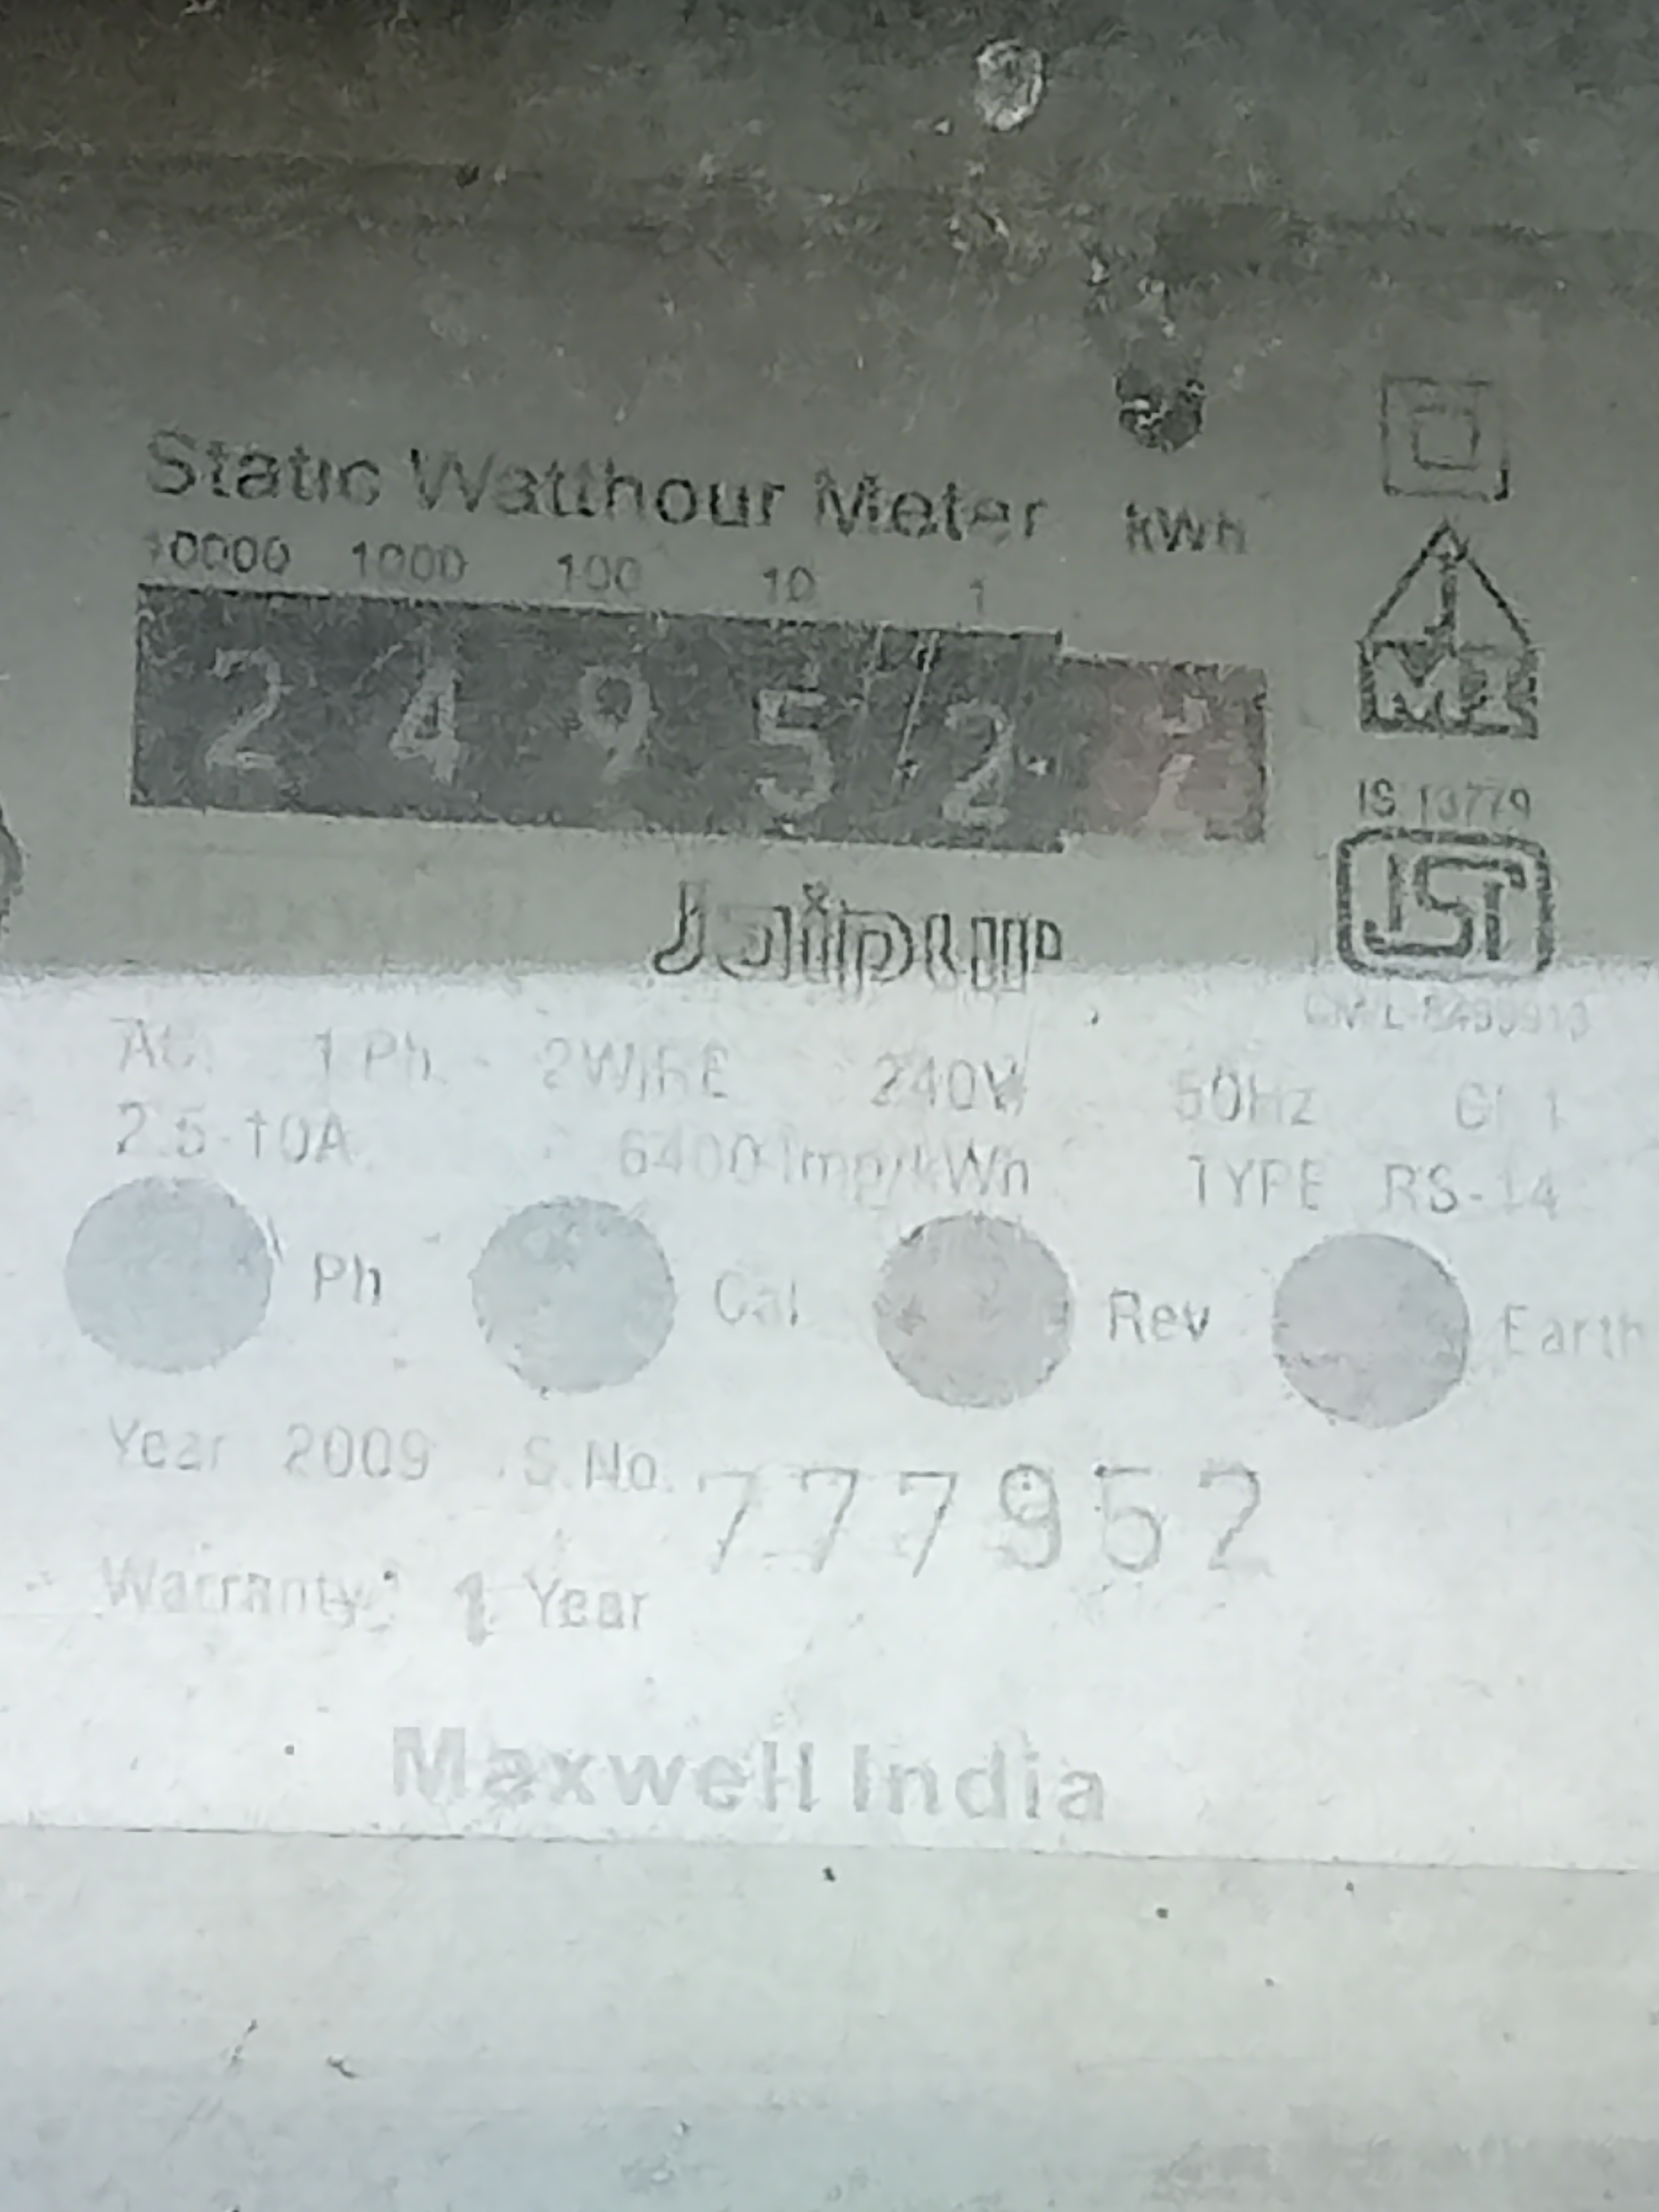 Static Watthour Meter kWh
10000 1000 100 10 1
2 4 9 5 2
IS 13779
ISI
Jaipur
AC 1 Ph. 2WIRE 240V 50Hz Cl 1
2.5-10A 6400 Imp/kWh TYPE RS-14
Ph Cal Rev Earth
Year 2009 S.No. 777952
Warranty 1 Year
Maxwell India